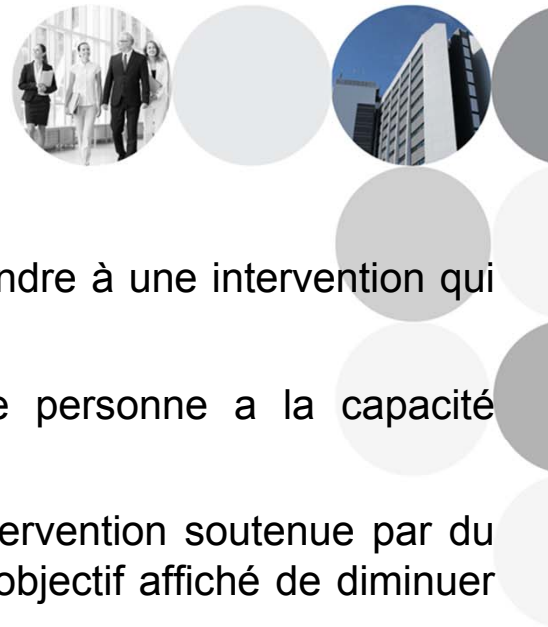 ndre à une intervention qui
e personne a la capacité
ervention soutenue par du
objectif affiché de diminuer